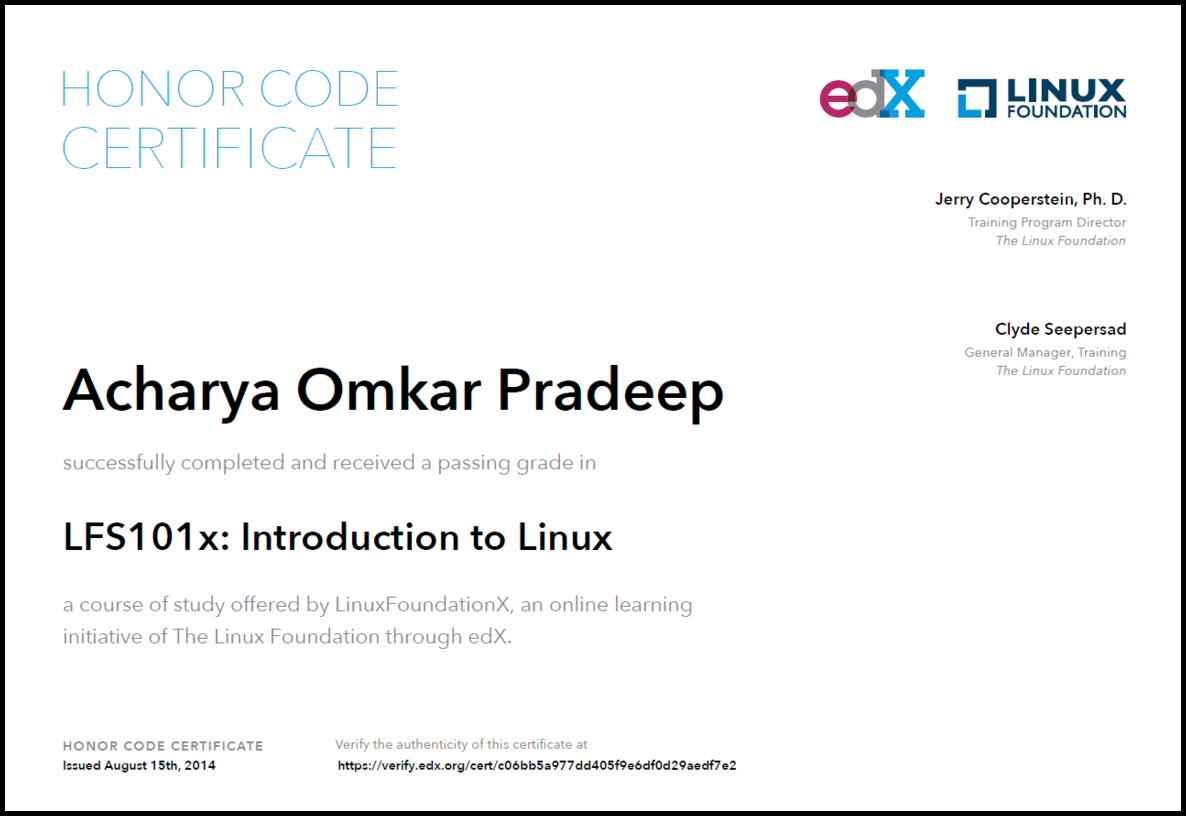 HONOR CODE
CERTIFICATE
edX
LINUX
FOUNDATION
Jerry Cooperstein, Ph. D.
Training Program Director
The Linux Foundation
Clyde Seepersad
General Manager, Training
The Linux Foundation
Acharya Omkar Pradeep
successfully completed and received a passing grade in
LFS101x: Introduction to Linux
a course of study offered by LinuxFoundationX, an online learning
initiative of The Linux Foundation through edX.
HONOR CODE CERTIFICATE
Issued August 15th, 2014
Verify the authenticity of this certificate at
https://verify.edx.org/cert/c06bb5a977dd405f9e6df0d29aedf7e2